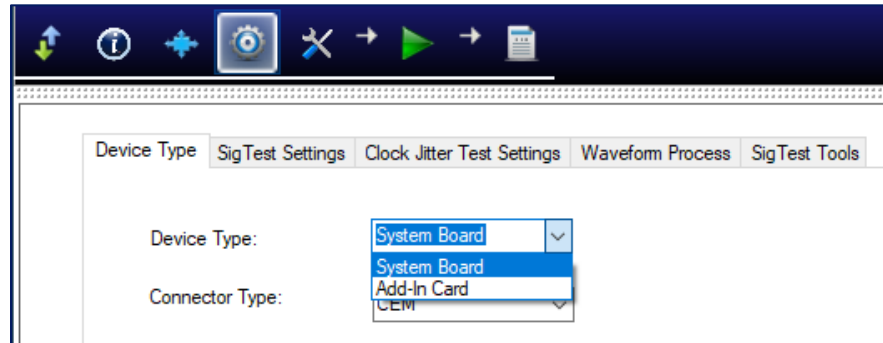 Device Type SigTest Settings Clock Jitter Test Settings Waveform Process SigTest Tools
Device Type: System Board
System Board
Add-In Card
Connector Type: CEM